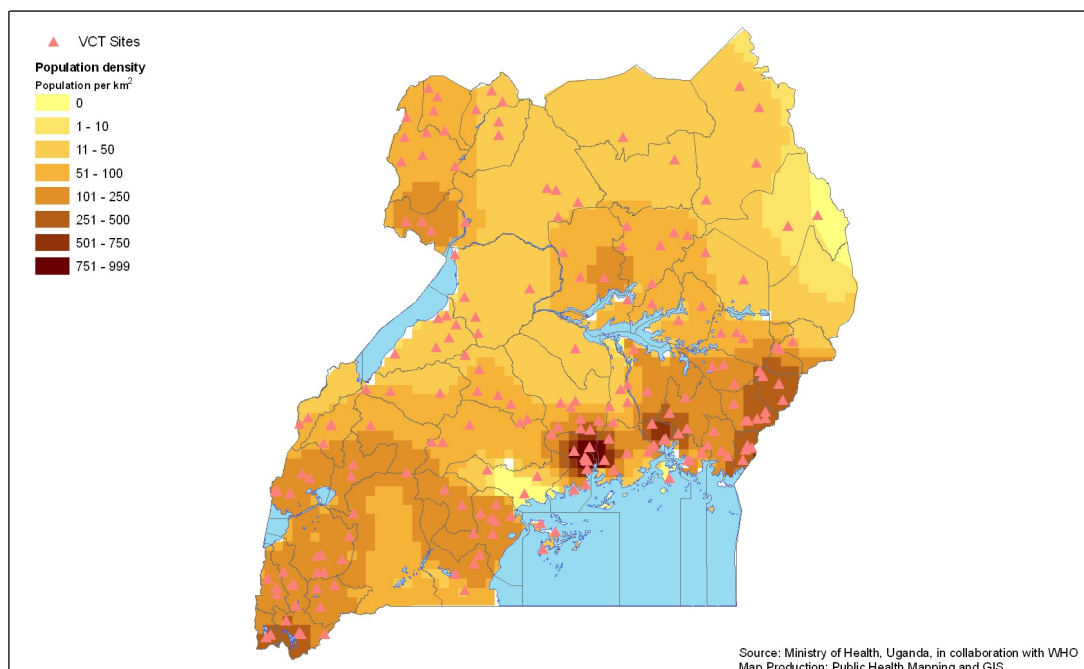 VCT Sites
Population density
Population per km²
0
1 - 10
11 - 50
51 - 100
101 - 250
251 - 500
501 - 750
751 - 999
Source: Ministry of Health, Uganda, in collaboration with WHO
Map Production: Public Health Mapping and GIS